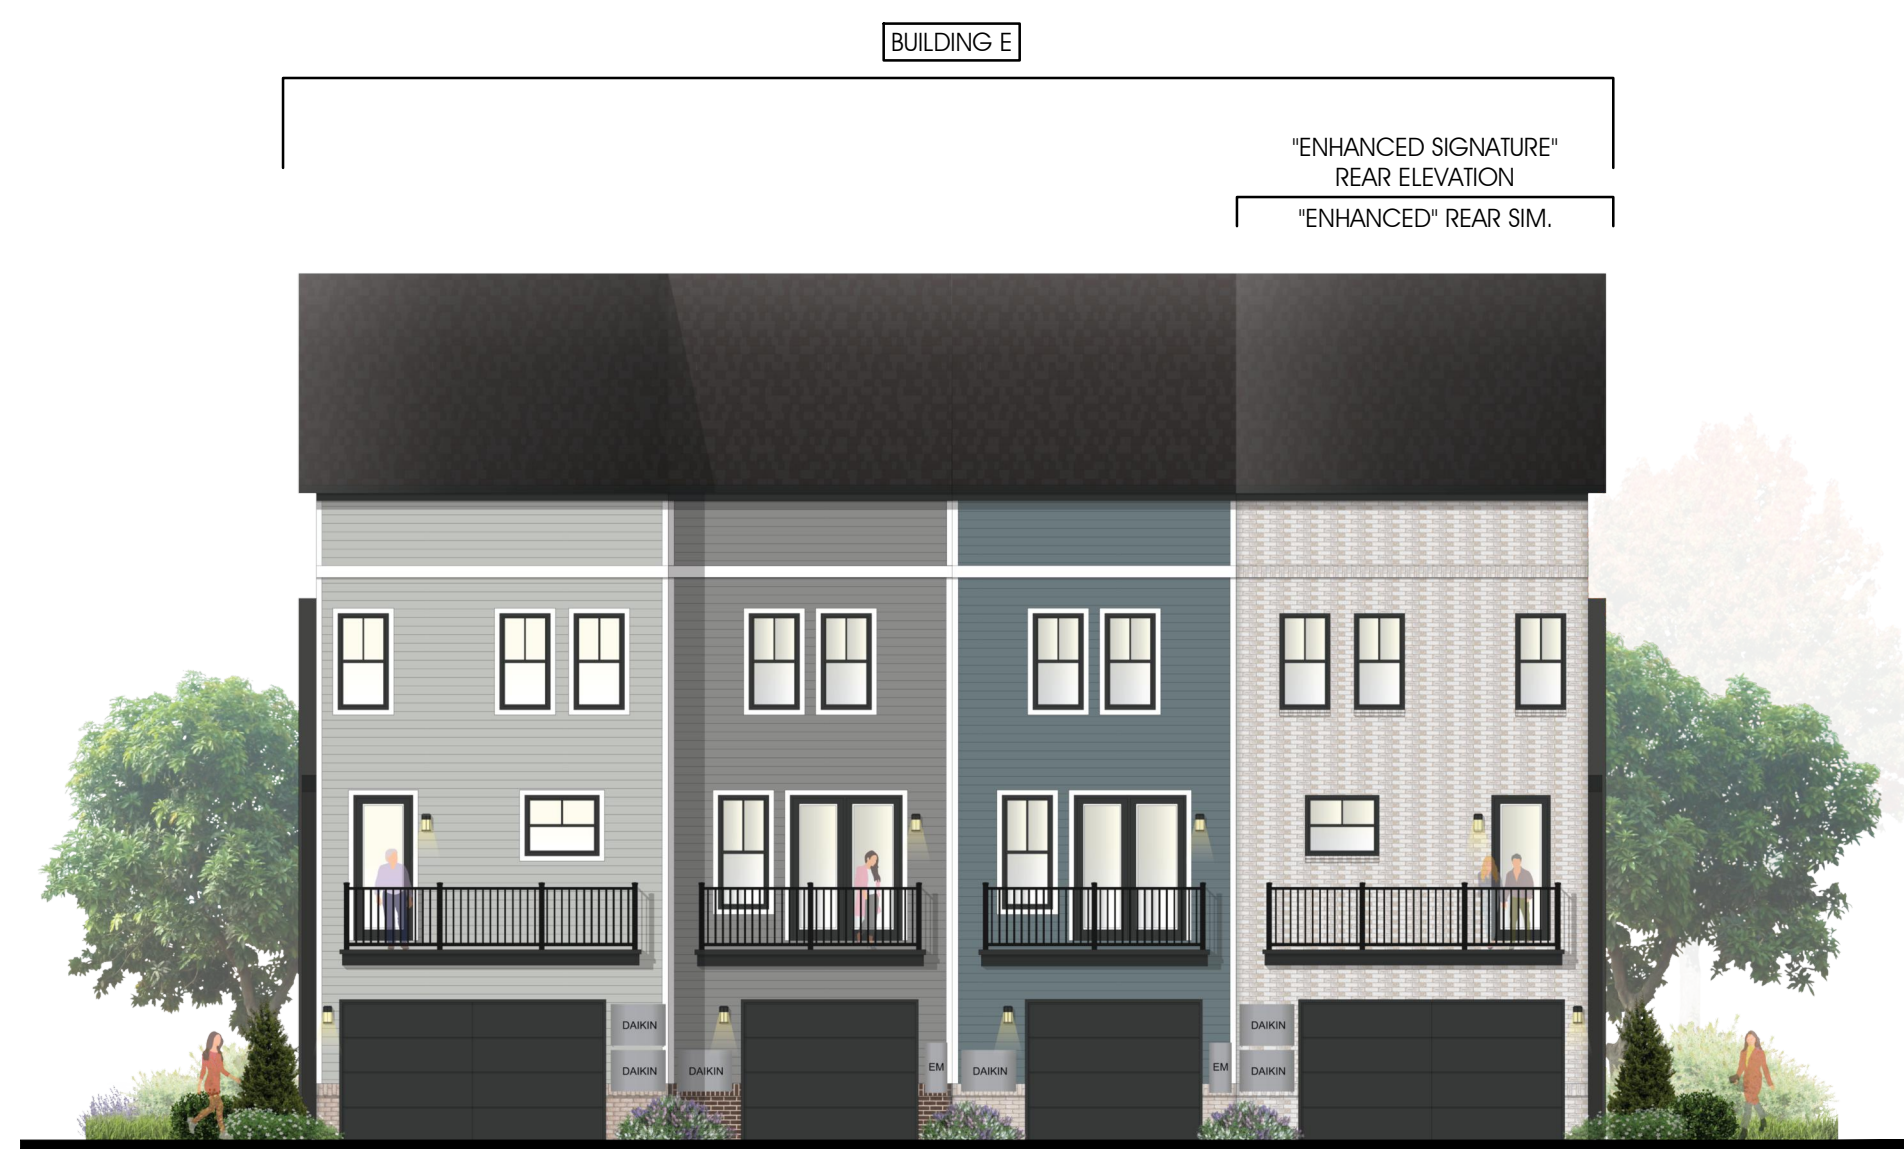 BUILDING E
"ENHANCED SIGNATURE"
REAR ELEVATION
"ENHANCED" REAR SIM.
DAIKIN
DAIKIN
DAIKIN
EM
DAIKIN
EM
DAIKIN
DAIKIN